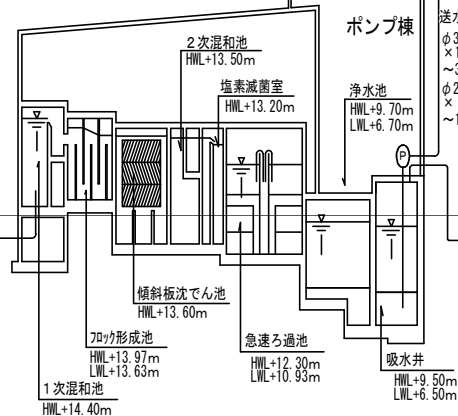 ポンプ棟
送水
φ3
×1
～3
φ2
×
～1
2次混和池
HWL+13.50m
塩素滅菌室
HWL+13.20m
浄水池
HWL+9.70m
LWL+6.70m
P
傾斜板沈でん池
HWL+13.60m
フロック形成池
HWL+13.97m
LWL+13.63m
急速ろ過池
HWL+12.30m
LWL+10.93m
吸水井
HWL+9.50m
LWL+6.50m
1次混和池
HWL+14.40m